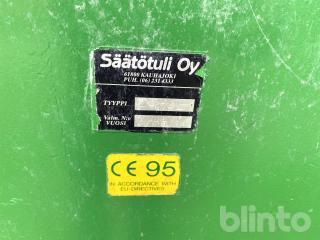 Säätötuli Oy
61800 KAUHAJOKI
PUH. (06) 231 4333
TYYPPI
Valm. N:o
VUOSI
CE 95
IN ACCORDANCE WITH
EU-DIRECTIVES
blinto